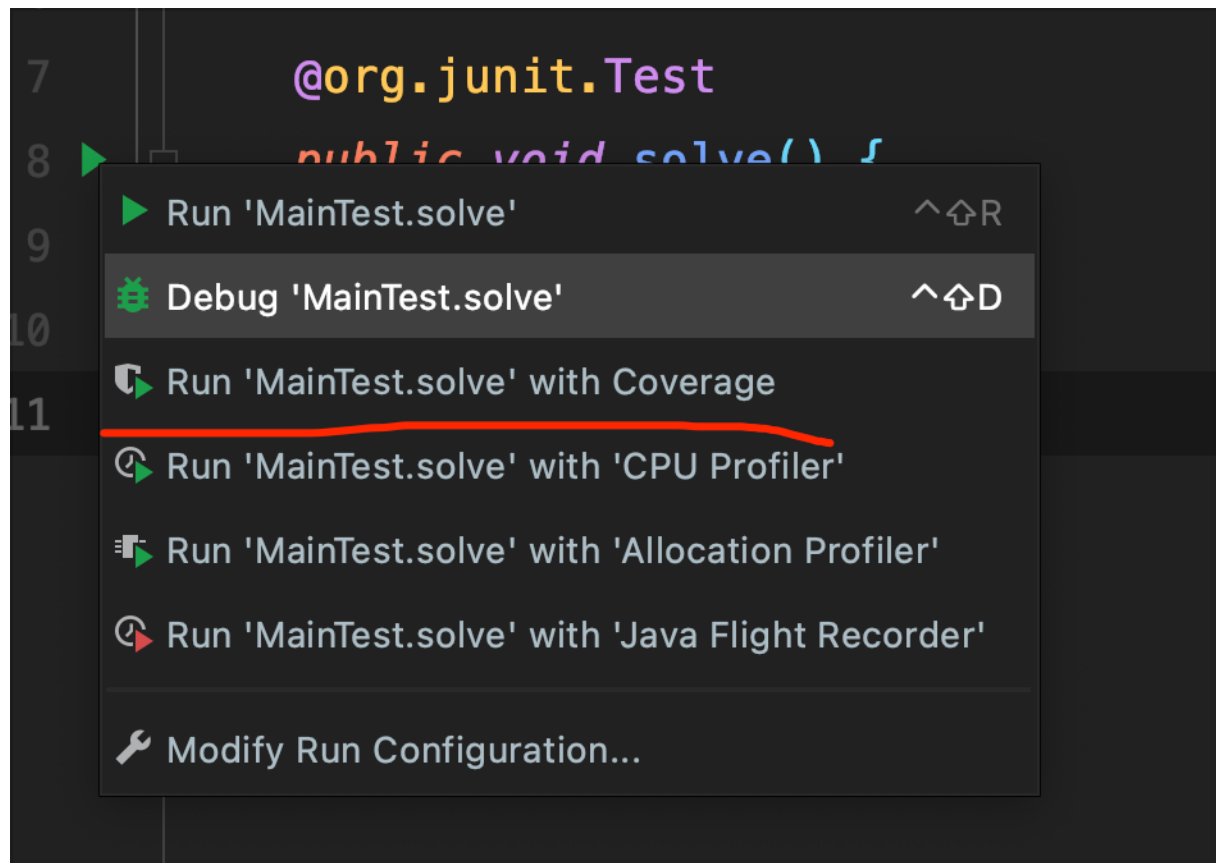 7 @org.junit.Test
8 public void solve() {
Run 'MainTest.solve' ^⇧R
9
Debug 'MainTest.solve' ^⇧D
10
Run 'MainTest.solve' with Coverage
11
Run 'MainTest.solve' with 'CPU Profiler'
Run 'MainTest.solve' with 'Allocation Profiler'
Run 'MainTest.solve' with 'Java Flight Recorder'
Modify Run Configuration...